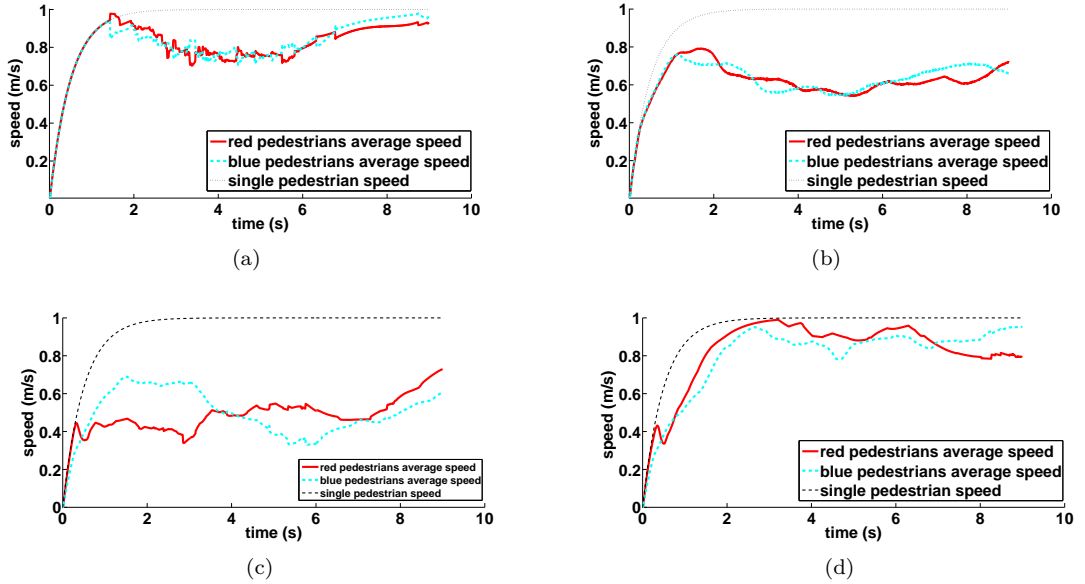 1
0.8
0.6
0.4
0.2
speed (m/s)
red pedestrians average speed
blue pedestrians average speed
single pedestrian speed
0 2 4 6 8 10
time (s)
(a)
1
0.8
0.6
0.4
0.2
speed (m/s)
red pedestrians average speed
blue pedestrians average speed
single pedestrian speed
0 2 4 6 8 10
time (s)
(b)
1
0.8
0.6
0.4
0.2
0
speed (m/s)
red pedestrians average speed
blue pedestrians average speed
single pedestrian speed
0 2 4 6 8 10
time (s)
(c)
1
0.8
0.6
0.4
0.2
0
speed (m/s)
red pedestrians average speed
blue pedestrians average speed
single pedestrian speed
0 2 4 6 8 10
time (s)
(d)